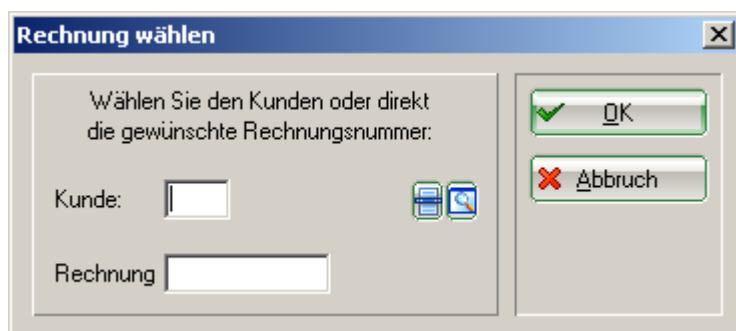 Rechnung wählen
Wählen Sie den Kunden oder direkt
die gewünschte Rechnungsnummer:
Kunde:
Rechnung
OK
Abbruch